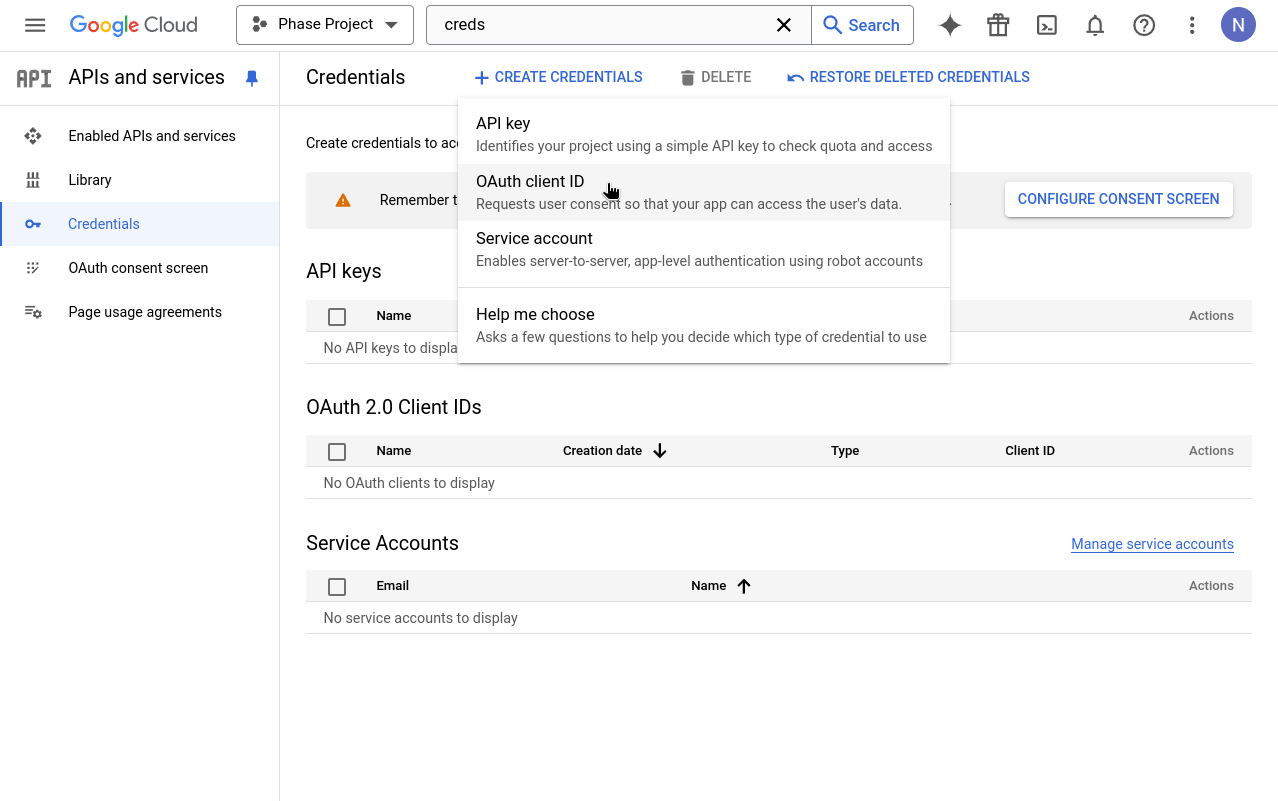 Google Cloud
Phase Project
creds
Search
N
API
APIs and services
Credentials
CREATE CREDENTIALS
DELETE
RESTORE DELETED CREDENTIALS
Enabled APIs and services
Library
Credentials
OAuth consent screen
Page usage agreements
Create credentials to
API key
Identifies your project using a simple API key to check quota and access
OAuth client ID
Requests user consent so that your app can access the user's data.
Service account
Enables server-to-server, app-level authentication using robot accounts
Help me choose
Asks a few questions to help you decide which type of credential to use
Remember
CONFIGURE CONSENT SCREEN
API keys
Name
Actions
No API keys to
OAuth 2.0 Client IDs
Name
Creation date
Type
Client ID
Actions
No OAuth clients to display
Service Accounts
Manage service accounts
Email
Name
Actions
No service accounts to display